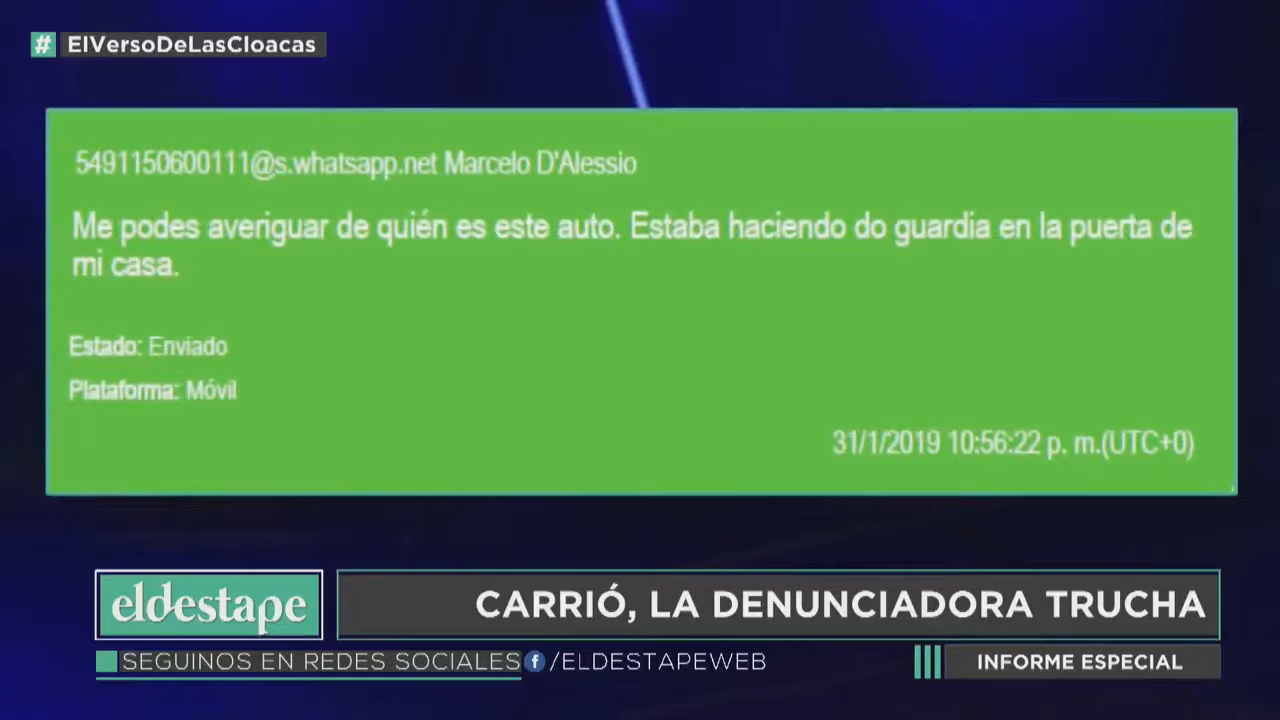 # ElVersoDeLasCloacas
5491150600111@s.whatsapp.net Marcelo D'Alessio
Me podes averiguar de quién es este auto. Estaba haciendo do guardia en la puerta de
mi casa.
Estado: Enviado
Plataforma: Móvil
31/1/2019 10:56:22 p. m.(UTC+0)
eldestape
CARRIÓ, LA DENUNCIADORA TRUCHA
SEGUINOS EN REDES SOCIALES f /ELDESTAPEWEB
INFORME ESPECIAL